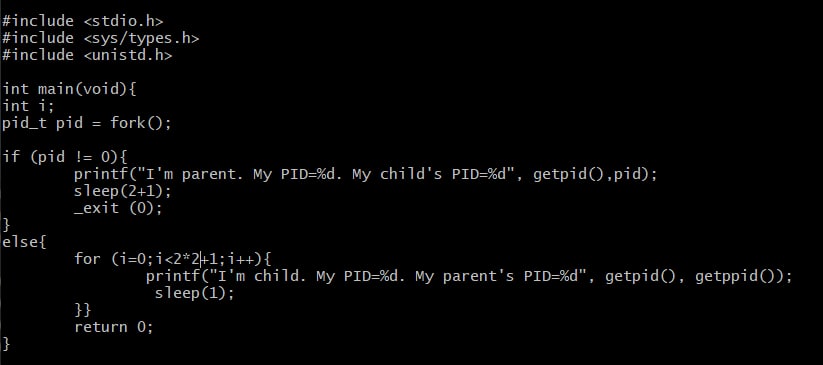 #include <stdio.h>
#include <sys/types.h>
#include <unistd.h>

int main(void){
int i;
pid_t pid = fork();

if (pid != 0){
        printf("I'm parent. My PID=%d. My child's PID=%d", getpid(),pid);
        sleep(2+1);
        _exit (0);
}
else{
        for (i=0;i<2*2+1;i++){
                printf("I'm child. My PID=%d. My parent's PID=%d", getpid(), getppid());
                 sleep(1);
        }}
        return 0;
}